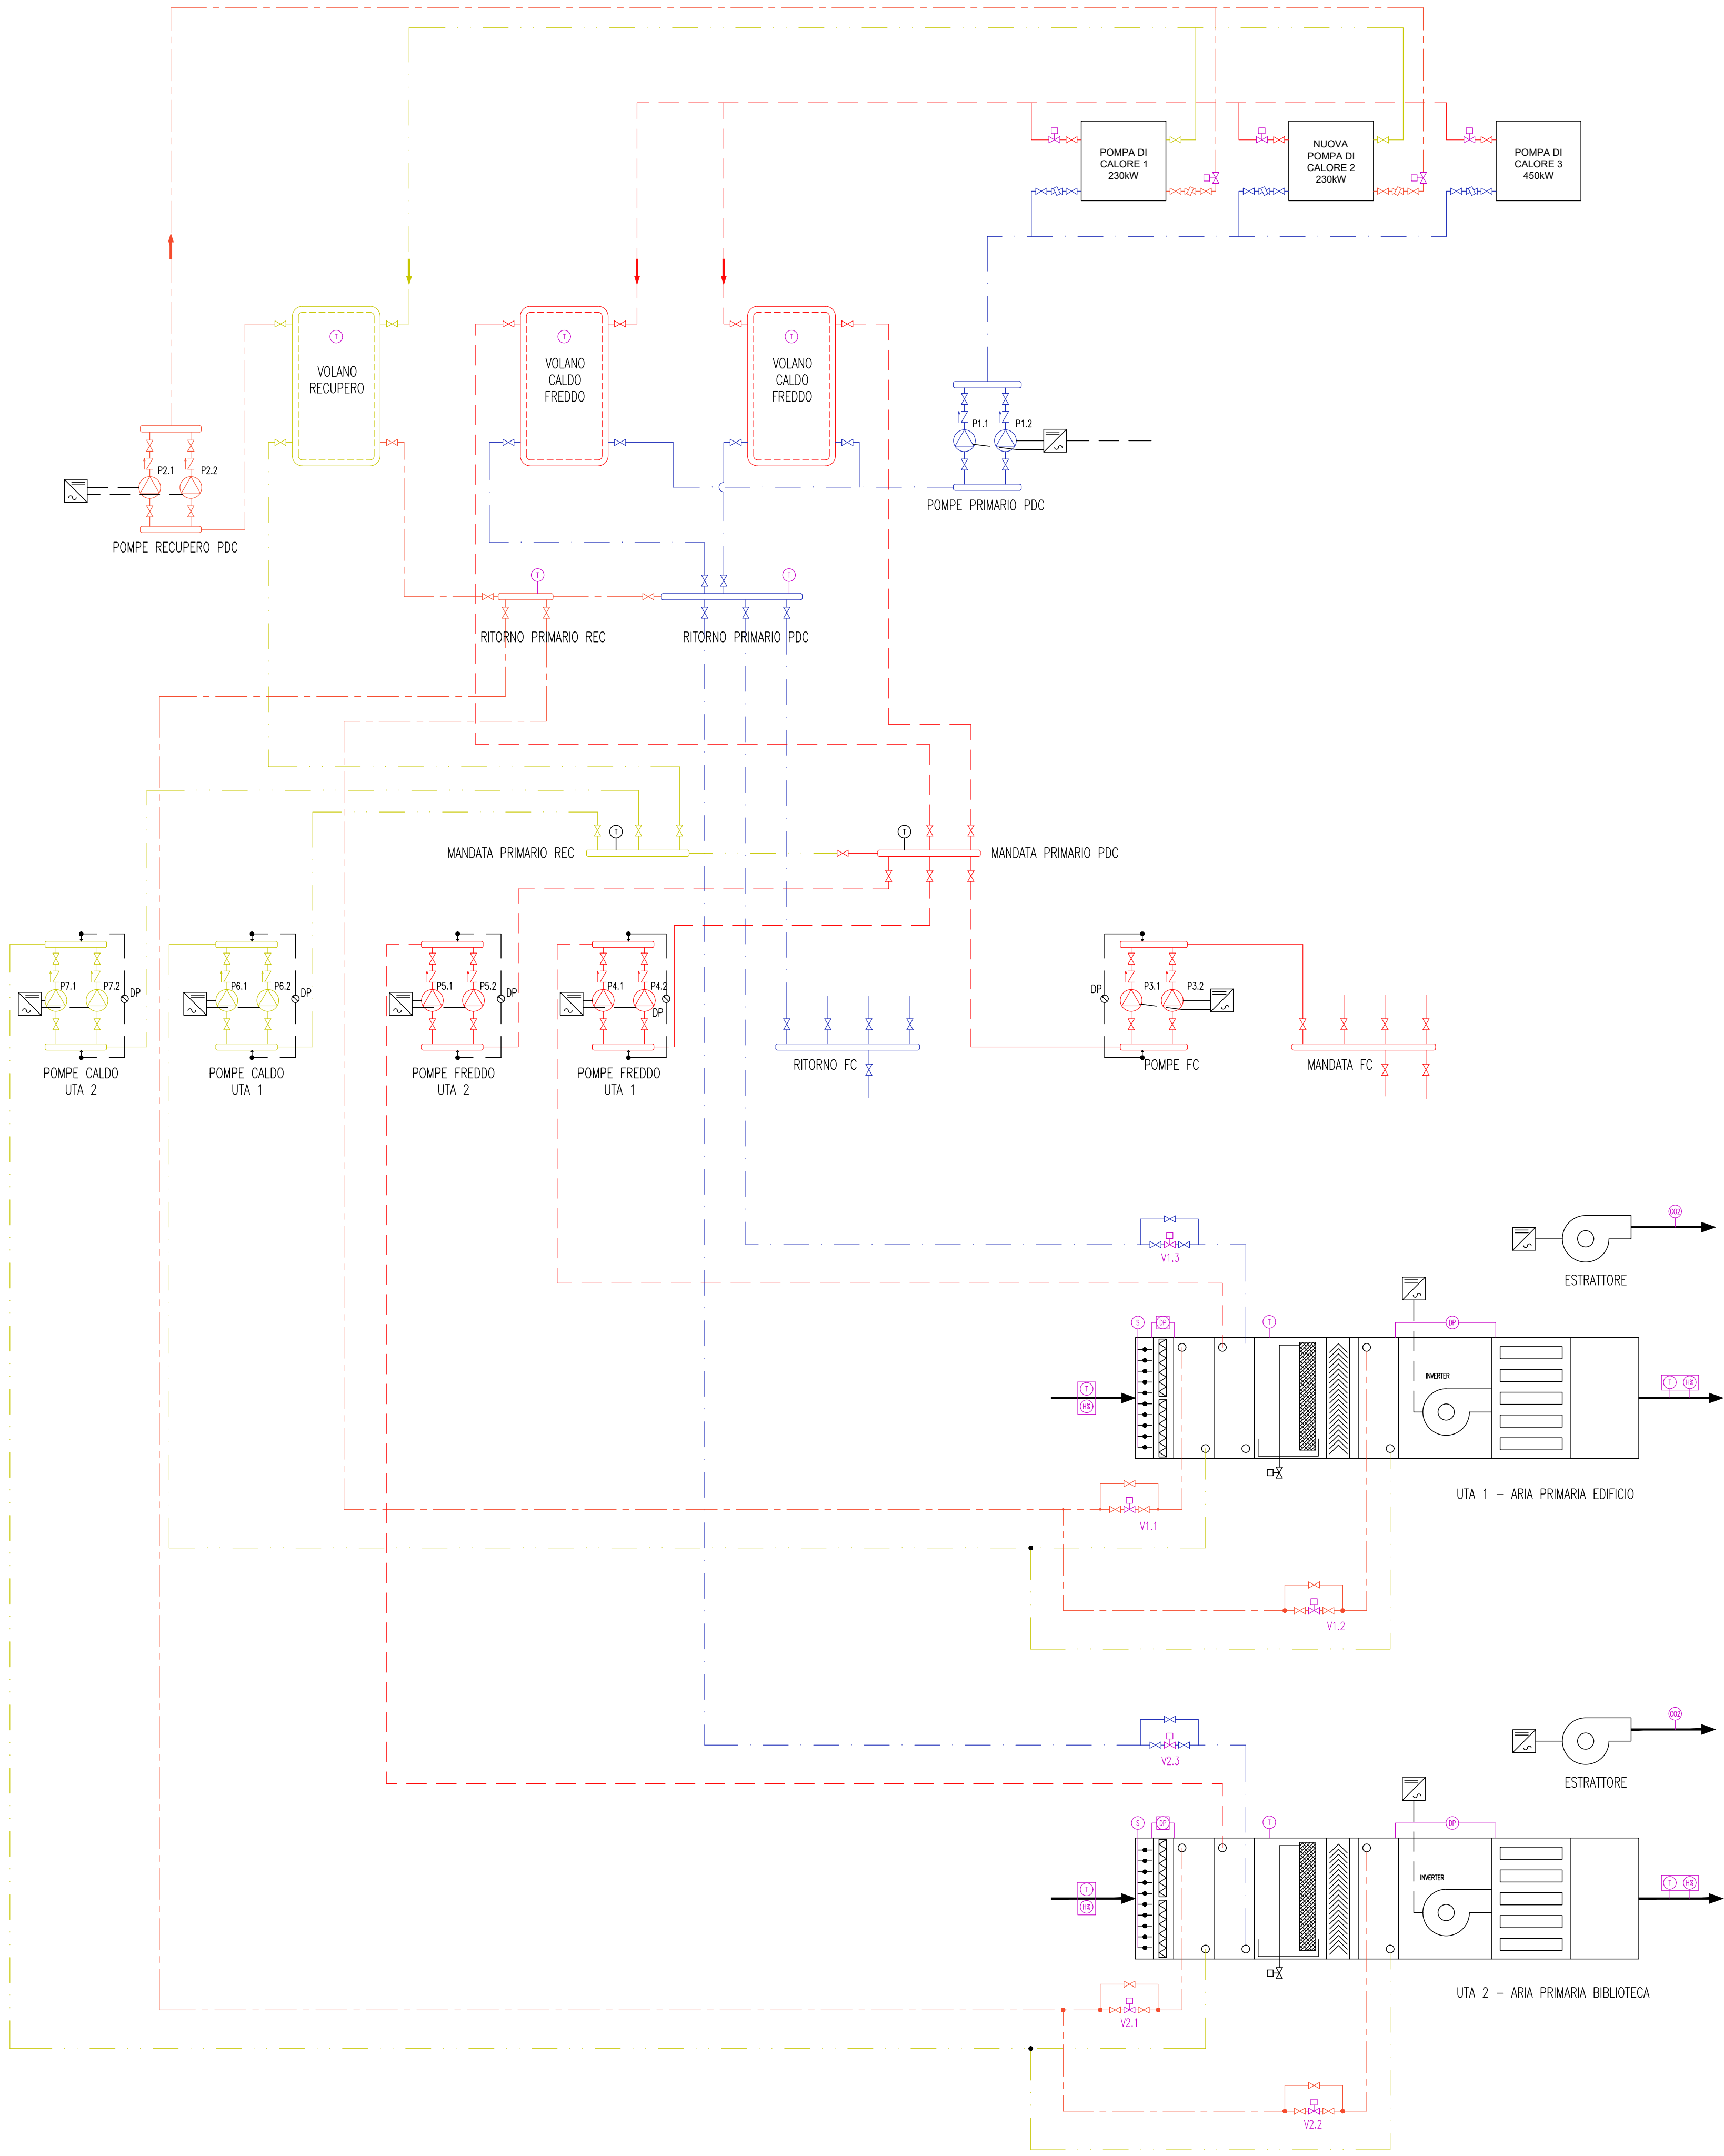 POMPA DI
CALORE 1
230kW
NUOVA
POMPA DI
CALORE 2
230kW
POMPA DI
CALORE 3
450kW
T
VOLANO
RECUPERO
T
VOLANO
CALDO
FREDDO
T
VOLANO
CALDO
FREDDO
P1.1
P1.2
POMPE PRIMARIO PDC
P2.1
P2.2
POMPE RECUPERO PDC
T
T
RITORNO PRIMARIO REC
RITORNO PRIMARIO PDC
T
T
MANDATA PRIMARIO REC
MANDATA PRIMARIO PDC
P7.1
P7.2
DP
P6.1
P6.2
DP
P5.1
P5.2
DP
P4.1
P4.2
DP
DP
P3.1
P3.2
POMPE CALDO
UTA 2
POMPE CALDO
UTA 1
POMPE FREDDO
UTA 2
POMPE FREDDO
UTA 1
RITORNO FC
POMPE FC
MANDATA FC
CO2
V1.3
ESTRATTORE
S
DP
T
DP
INVERTER
T
H%
T
H%
UTA 1 - ARIA PRIMARIA EDIFICIO
V1.1
V1.2
CO2
V2.3
ESTRATTORE
S
DP
T
DP
INVERTER
T
H%
T
H%
UTA 2 - ARIA PRIMARIA BIBLIOTECA
V2.1
V2.2